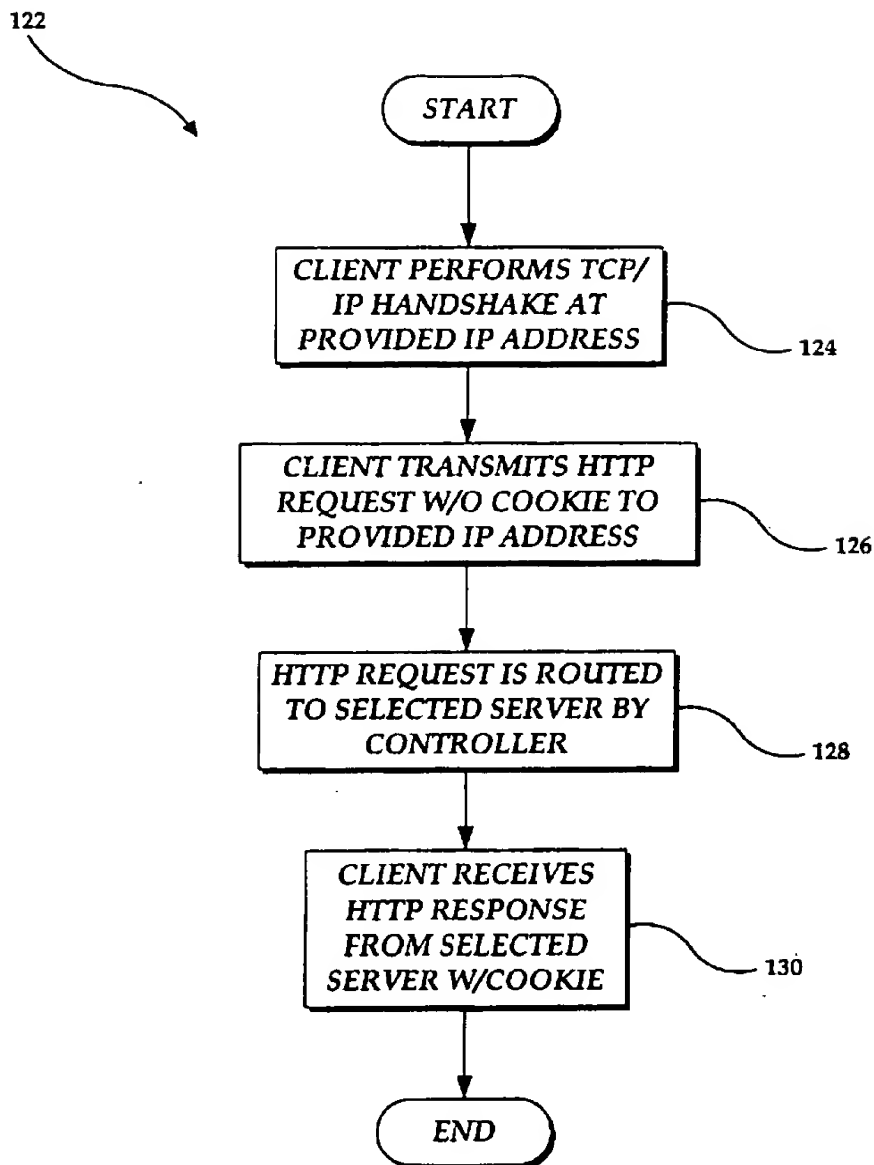 122
START
CLIENT PERFORMS TCP/
IP HANDSHAKE AT
PROVIDED IP ADDRESS
124
CLIENT TRANSMITS HTTP
REQUEST W/O COOKIE TO
PROVIDED IP ADDRESS
126
HTTP REQUEST IS ROUTED
TO SELECTED SERVER BY
CONTROLLER
128
CLIENT RECEIVES
HTTP RESPONSE
FROM SELECTED
SERVER W/COOKIE
130
END